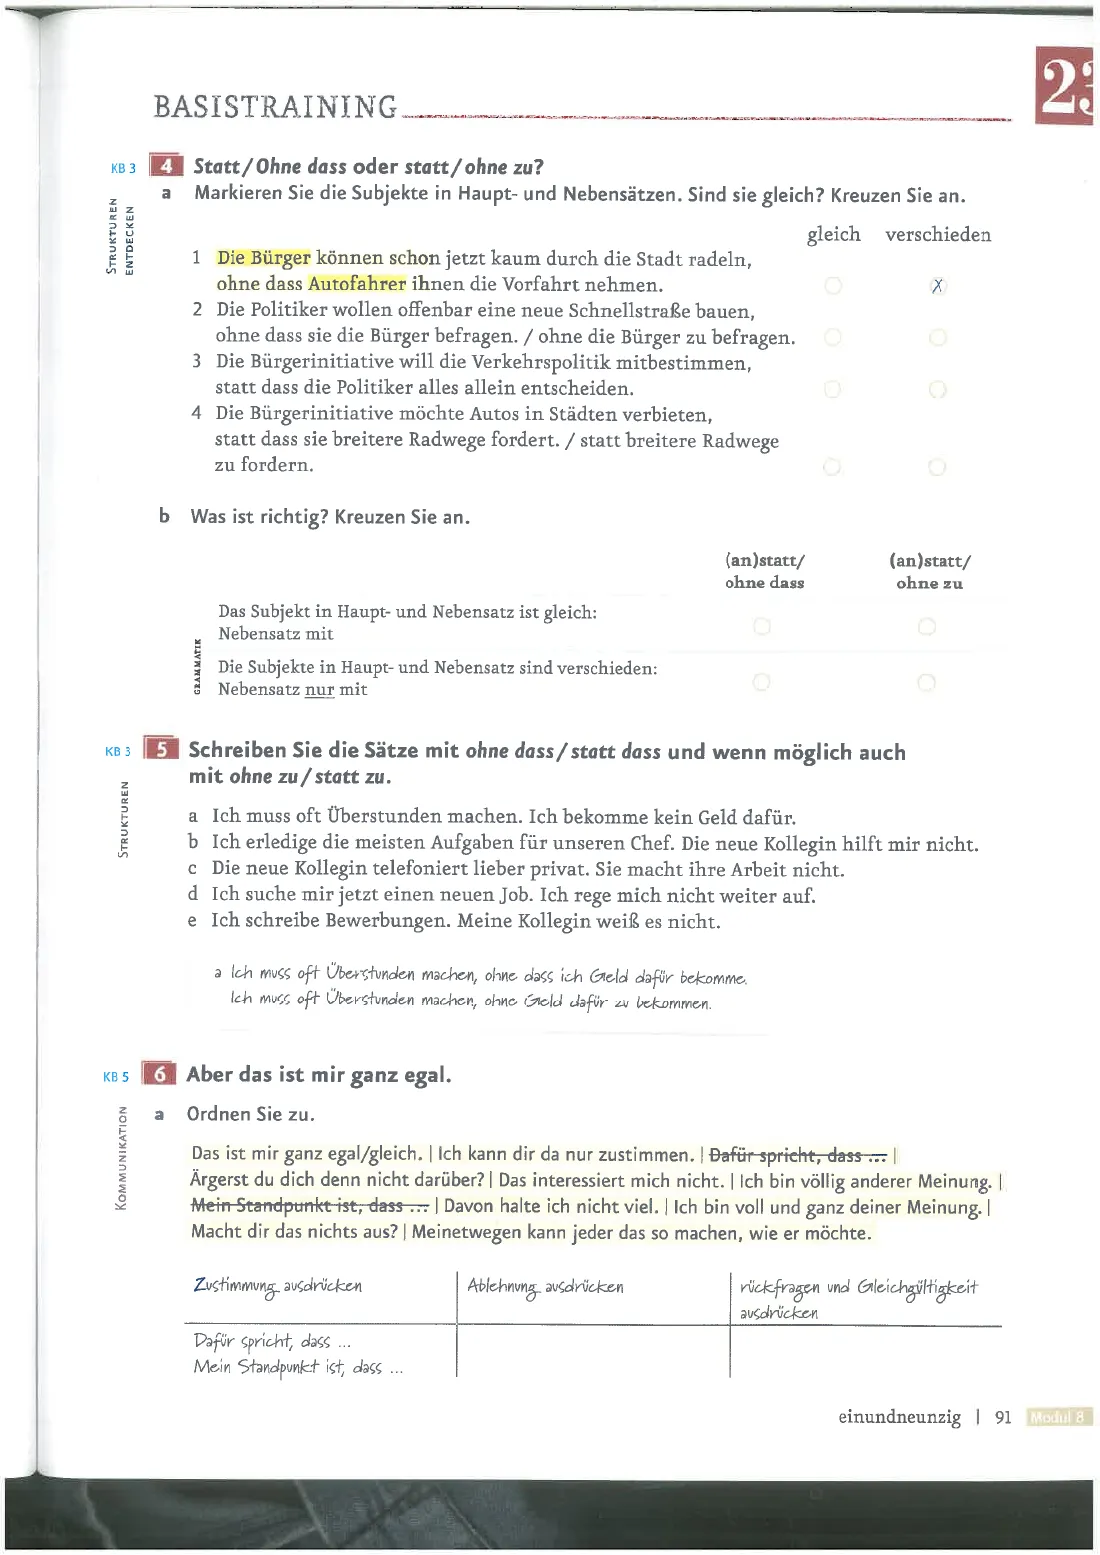 BASISTRAINING
KB 3 4 Statt/Ohne dass oder statt/ohne zu?
STRUKTUREN ENTDECKEN
a Markieren Sie die Subjekte in Haupt- und Nebensätzen. Sind sie gleich? Kreuzen Sie an.
gleich verschieden
1 Die Bürger können schon jetzt kaum durch die Stadt radeln,
ohne dass Autofahrer ihnen die Vorfahrt nehmen. X
2 Die Politiker wollen offenbar eine neue Schnellstraße bauen,
ohne dass sie die Bürger befragen. / ohne die Bürger zu befragen.
3 Die Bürgerinitiative will die Verkehrspolitik mitbestimmen,
statt dass die Politiker alles allein entscheiden.
4 Die Bürgerinitiative möchte Autos in Städten verbieten,
statt dass sie breitere Radwege fordert. / statt breitere Radwege
zu fordern.
b Was ist richtig? Kreuzen Sie an.
(an)statt/ (an)statt/
ohne dass ohne zu
GRAMMATIK
Das Subjekt in Haupt- und Nebensatz ist gleich:
Nebensatz mit
Die Subjekte in Haupt- und Nebensatz sind verschieden:
Nebensatz nur mit
KB 3 5 Schreiben Sie die Sätze mit ohne dass/statt dass und wenn möglich auch
mit ohne zu/statt zu.
STRUKTUREN
a Ich muss oft Überstunden machen. Ich bekomme kein Geld dafür.
b Ich erledige die meisten Aufgaben für unseren Chef. Die neue Kollegin hilft mir nicht.
c Die neue Kollegin telefoniert lieber privat. Sie macht ihre Arbeit nicht.
d Ich suche mir jetzt einen neuen Job. Ich rege mich nicht weiter auf.
e Ich schreibe Bewerbungen. Meine Kollegin weiß es nicht.
a Ich muss oft Überstunden machen, ohne dass ich Geld dafür bekomme.
Ich muss oft Überstunden machen, ohne Geld dafür zu bekommen.
KB 5 6 Aber das ist mir ganz egal.
KOMMUNIKATION
a Ordnen Sie zu.
Das ist mir ganz egal/gleich. | Ich kann dir da nur zustimmen. | Dafür spricht, dass ... |
Ärgerst du dich denn nicht darüber? | Das interessiert mich nicht. | Ich bin völlig anderer Meinung. |
Mein Standpunkt ist, dass ... | Davon halte ich nicht viel. | Ich bin voll und ganz deiner Meinung. |
Macht dir das nichts aus? | Meinetwegen kann jeder das so machen, wie er möchte.
Zustimmung ausdrücken Ablehnung ausdrücken rückfragen und Gleichgültigkeit
ausdrücken
Dafür spricht, dass ...
Mein Standpunkt ist, dass ...
einundneunzig | 91 Modul 8